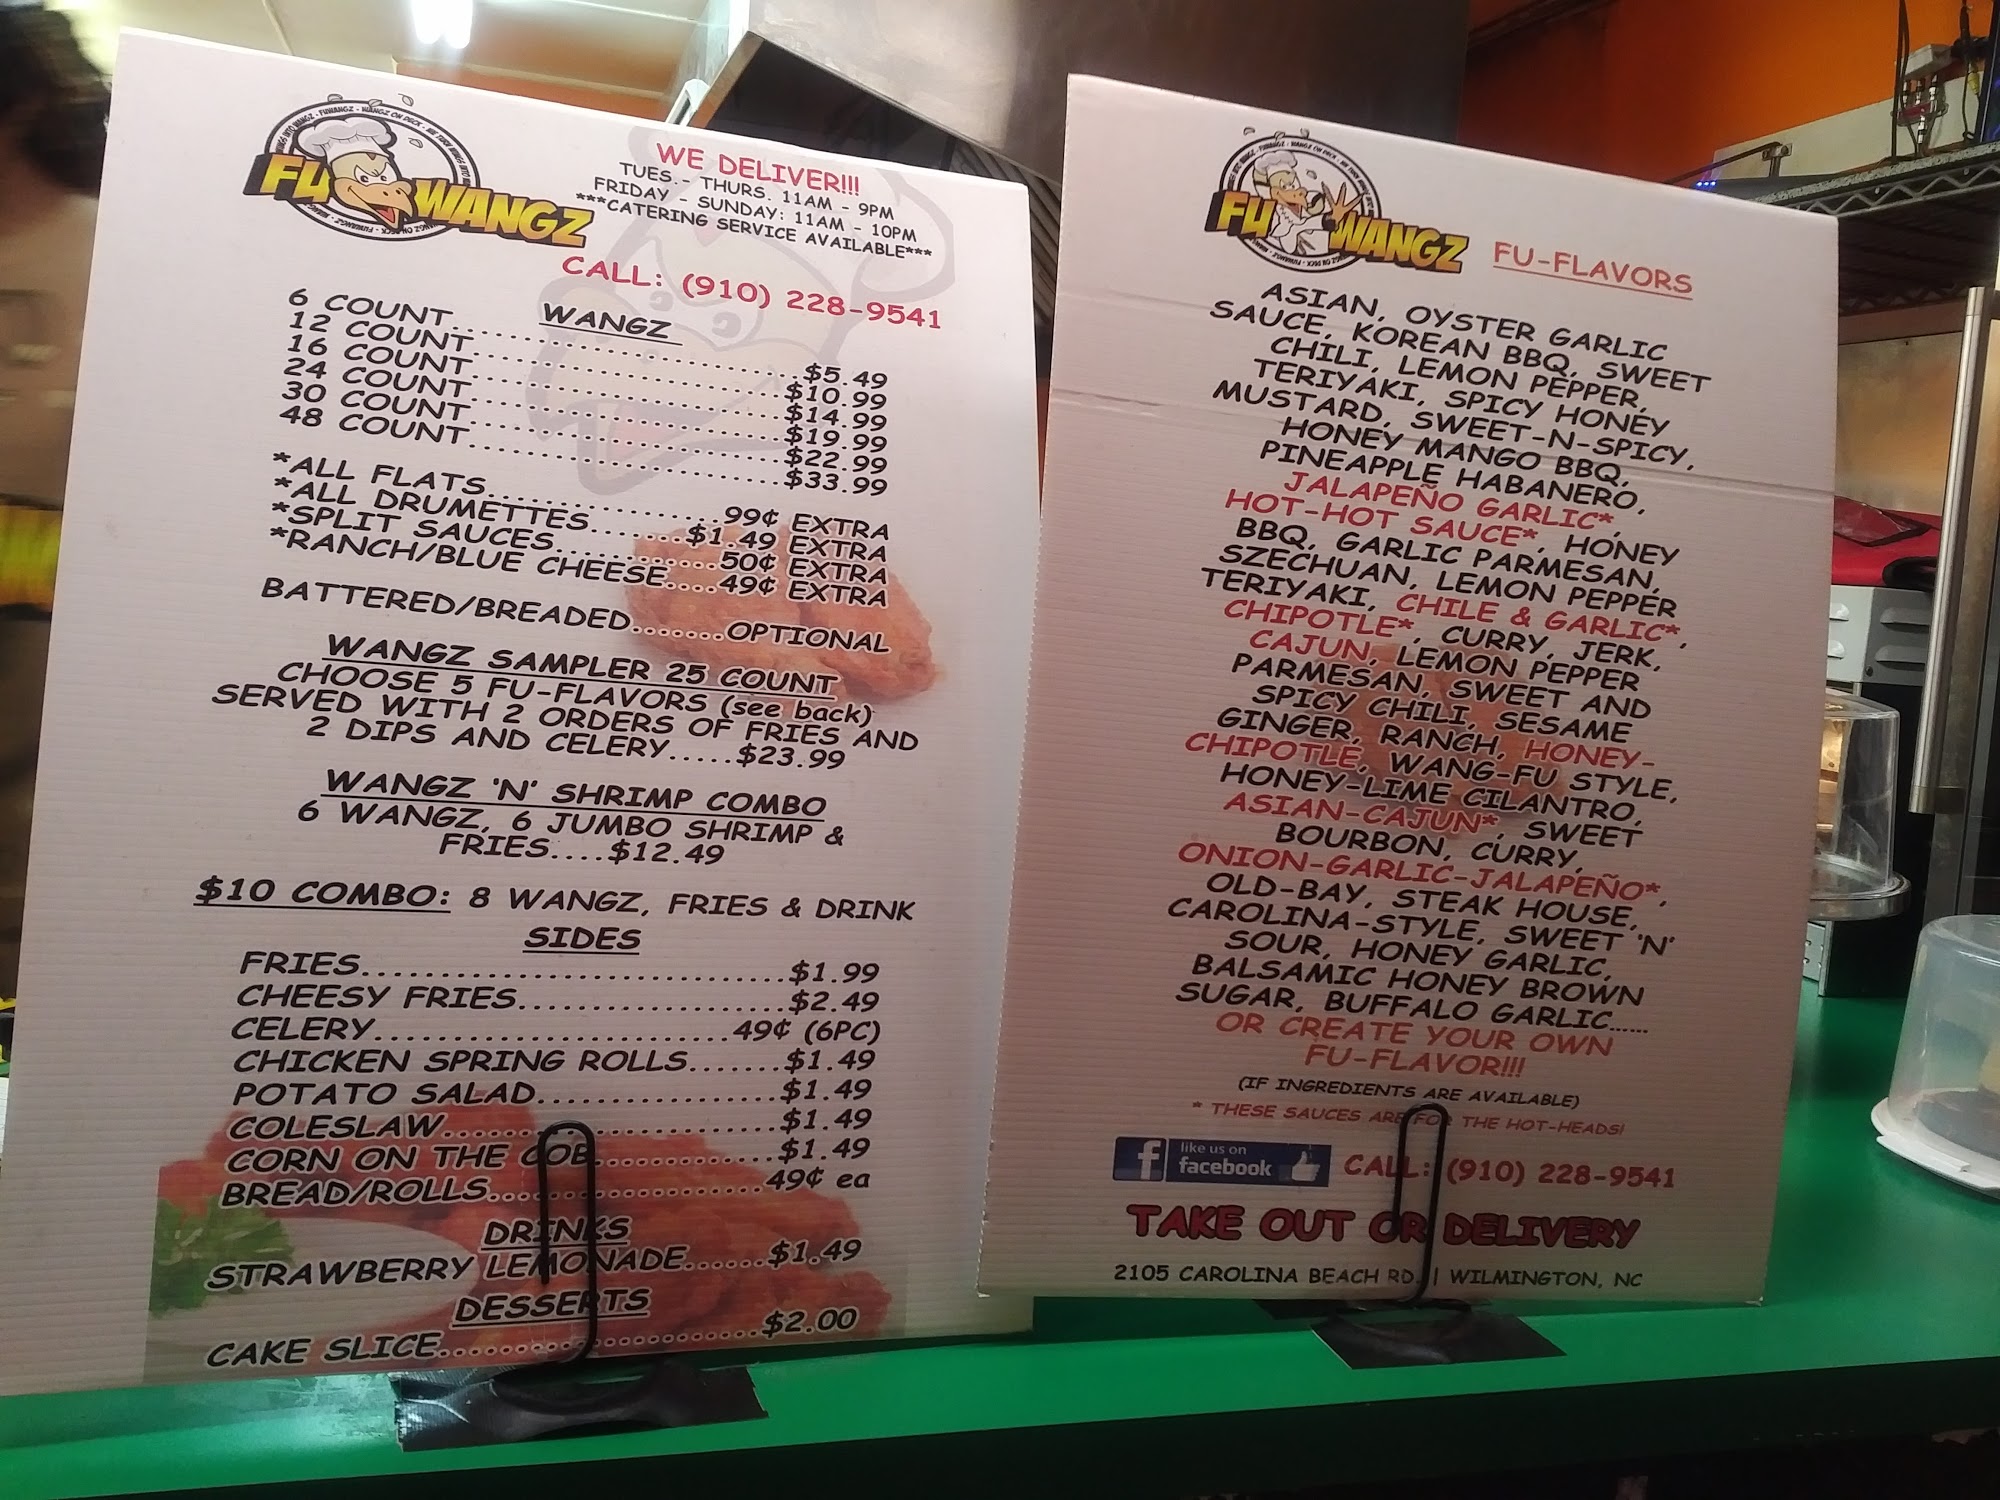 FU WANGZ
WE DELIVER!!!
TUES.- THURS. 11AM - 9PM
FRIDAY - SUNDAY: 11AM - 10PM
***CATERING SERVICE AVAILABLE***
CALL: (910) 228-9541
WANGZ
6 COUNT..............................$5.49
12 COUNT..............................$10.99
16 COUNT..............................$14.99
24 COUNT..............................$19.99
30 COUNT..............................$22.99
48 COUNT..............................$33.99
*ALL FLATS....................99¢ EXTRA
*ALL DRUMETTES........$1.49 EXTRA
*SPLIT SAUCES..............50¢ EXTRA
*RANCH/BLUE CHEESE....49¢ EXTRA
BATTERED/BREADED........OPTIONAL
WANGZ SAMPLER 25 COUNT
CHOOSE 5 FU-FLAVORS (see back)
SERVED WITH 2 ORDERS OF FRIES AND
2 DIPS AND CELERY.....$23.99
WANGZ 'N' SHRIMP COMBO
6 WANGZ, 6 JUMBO SHRIMP &
FRIES....$12.49
$10 COMBO: 8 WANGZ, FRIES & DRINK
SIDES
FRIES..............................$1.99
CHEESY FRIES....................$2.49
CELERY..........................49¢ (6PC)
CHICKEN SPRING ROLLS.......$1.49
POTATO SALAD..................$1.49
COLESLAW.........................$1.49
CORN ON THE COB..............$1.49
BREAD/ROLLS.....................49¢ ea
DRINKS
STRAWBERRY LEMONADE......$1.49
DESSERTS
CAKE SLICE........................$2.00
FU WANGZ
FU-FLAVORS
ASIAN, OYSTER GARLIC
SAUCE, KOREAN BBQ, SWEET
CHILI, LEMON PEPPER,
TERIYAKI, SPICY HONEY
MUSTARD, SWEET-N-SPICY,
HONEY MANGO BBQ,
PINEAPPLE HABANERO,
JALAPEÑO GARLIC*,
HOT-HOT SAUCE*, HONEY
BBQ, GARLIC PARMESAN,
SZECHUAN, LEMON PEPPER
TERIYAKI, CHILE & GARLIC*,
CHIPOTLE*, CURRY, JERK,
CAJUN, LEMON PEPPER
PARMESAN, SWEET AND
SPICY CHILI, SESAME
GINGER, RANCH, HONEY-
CHIPOTLE, WANG-FU STYLE,
HONEY-LIME CILANTRO,
ASIAN-CAJUN*, SWEET
BOURBON, CURRY,
ONION-GARLIC-JALAPEÑO*,
OLD-BAY, STEAK HOUSE,
CAROLINA-STYLE, SWEET 'N'
SOUR, HONEY GARLIC,
BALSAMIC HONEY BROWN
SUGAR, BUFFALO GARLIC......
OR CREATE YOUR OWN
FU-FLAVOR!!!
(IF INGREDIENTS ARE AVAILABLE)
* THESE SAUCES ARE FOR THE HOT-HEADS!
f like us on
facebook
CALL: (910) 228-9541
TAKE OUT OR DELIVERY
2105 CAROLINA BEACH RD. | WILMINGTON, NC